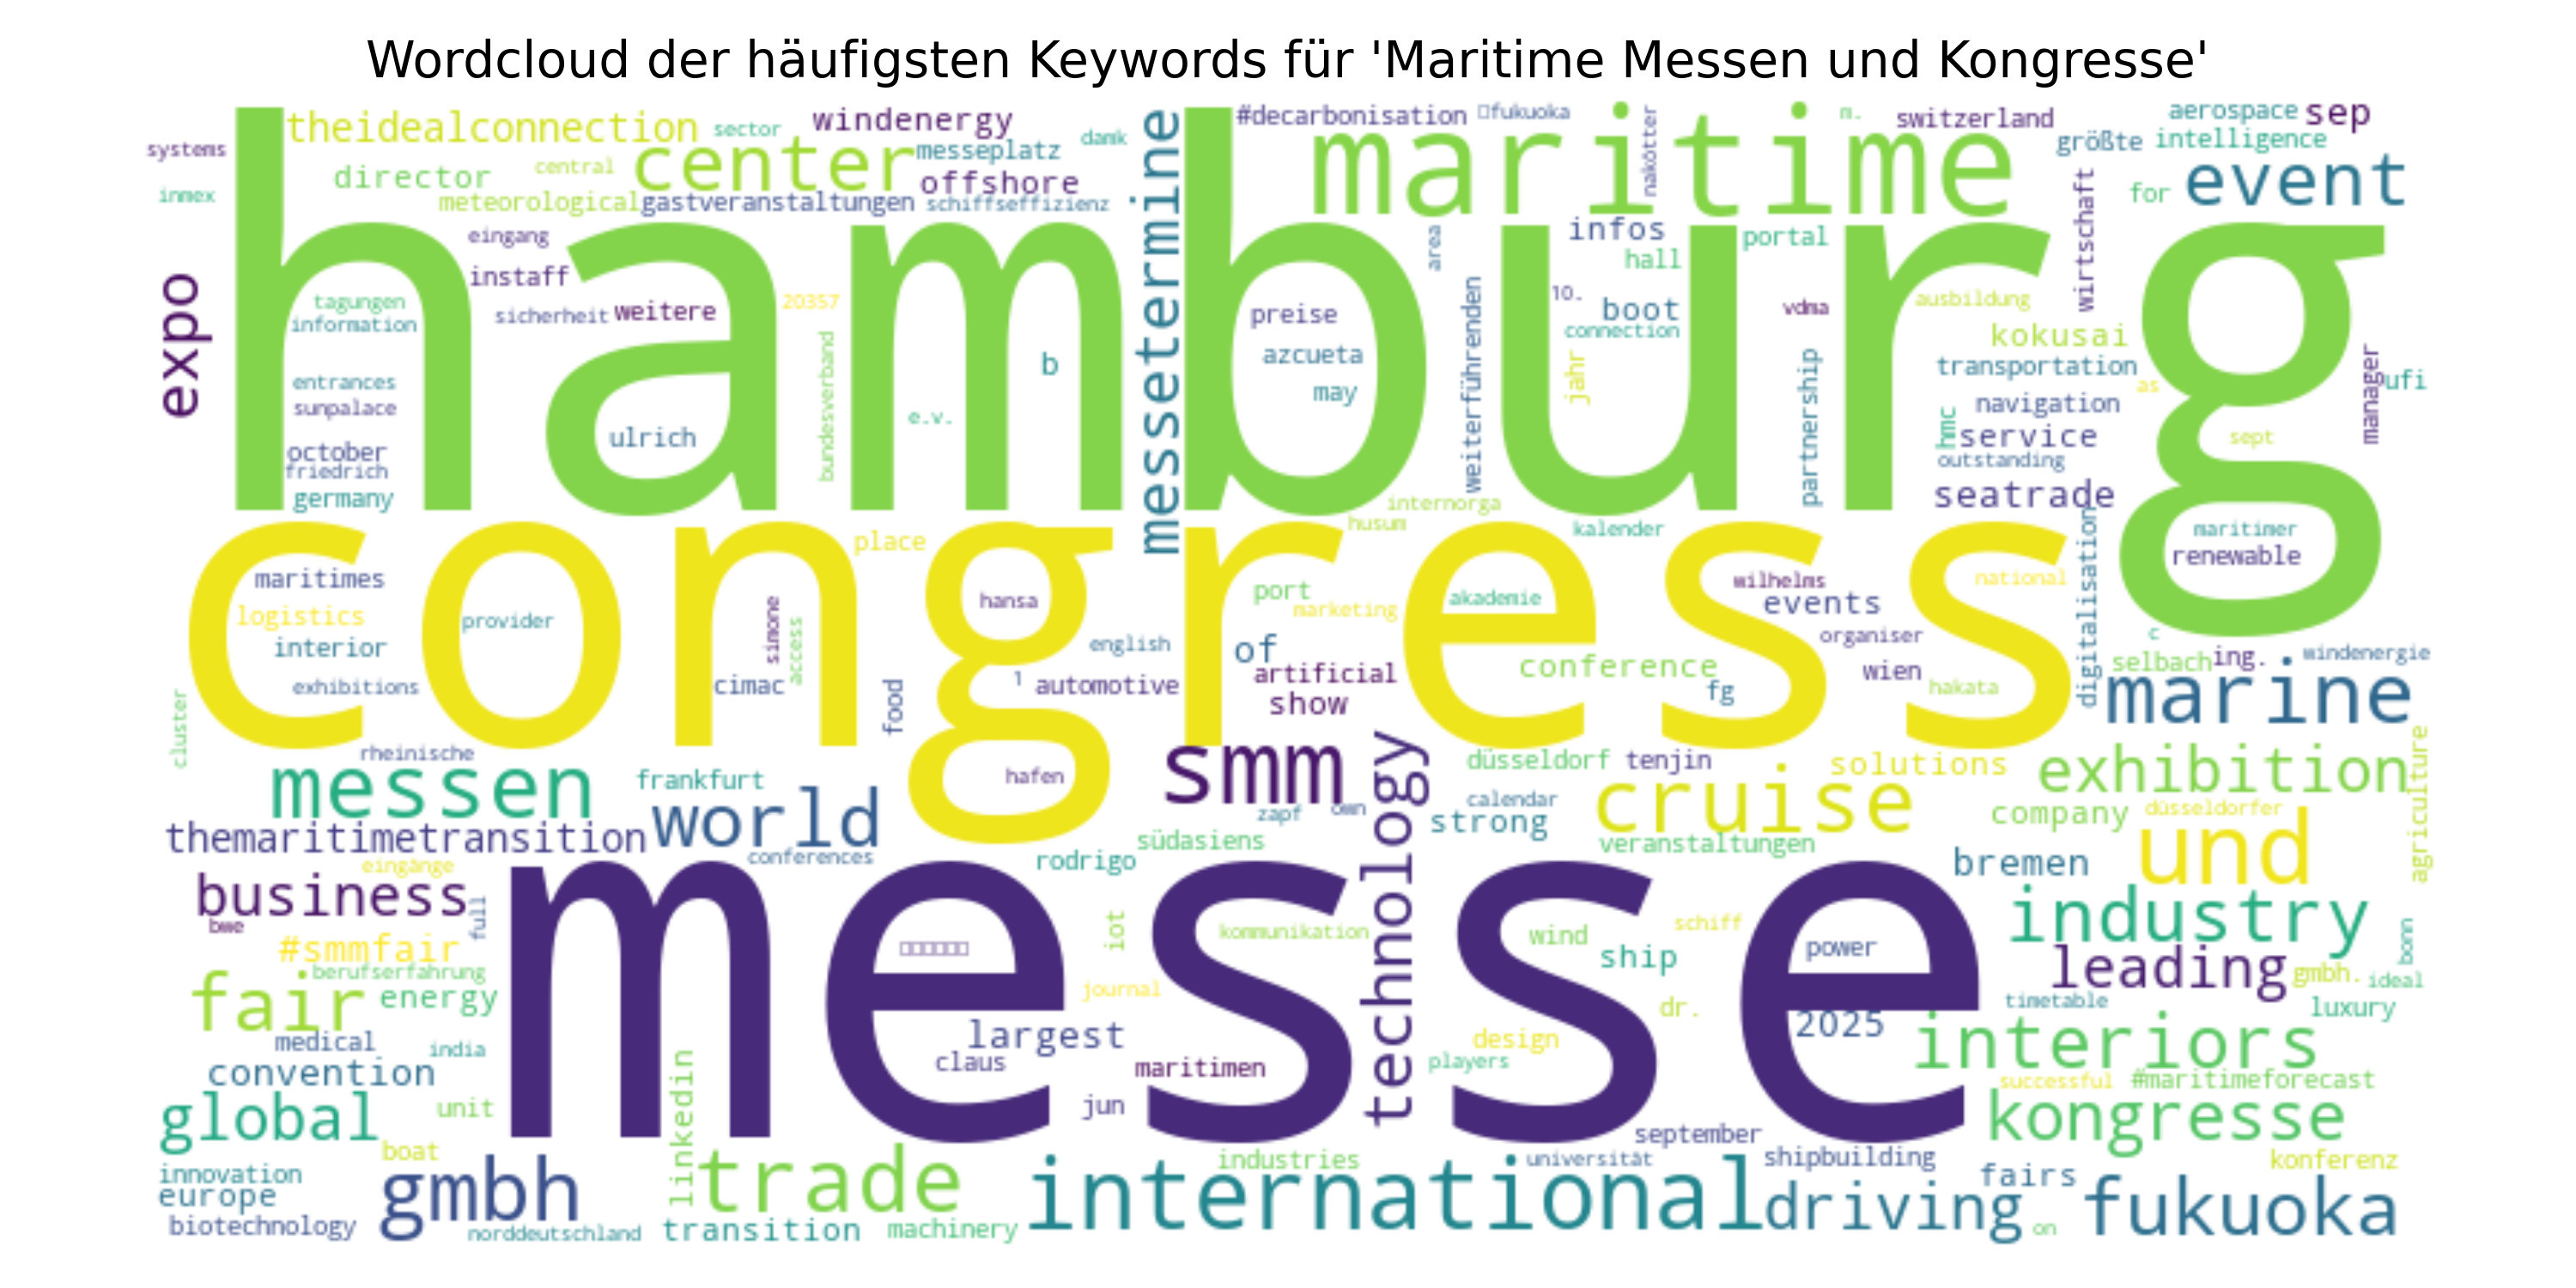 Wordcloud der häufigsten Keywords für 'Maritime Messen und Kongresse'
hamburg
congress
messe
maritime
theidealconnection
sector
windenergy
damk
systems
center
messeplatz
director
central
offshore
inmex
meteorological
gastveranstaltungen
schiffseffizienz
messetermine
#decarbonisation
fukuoka
nakötter
m.
switzerland
aerospace
sep
größte
intelligence
for
event
wirtschaft
eingang
instaff
expo
tagungen
information
sicherheit
weitere
20357
bundesverband
b
e.v.
entrances
sunpalace
ulrich
october
friedrich
germany
preise
azcueta
may
area
infos
hall
portal
10.
boot
connection
jahr
weiterführenden
vdma
partnership
ausbildung
kokusai
transportation
as
manager
ufi
navigation
hmc
service
outstanding
seatrade
sept
internorga
husum
kalender
digitalisation
maritimer
renewable
place
maritimes
logistics
interior
exhibitions
provider
simone
access
cimac
food
hansa
1
english
automotive
port
marketing
of
artificial
show
akademie
conference
fg
wilhelms
events
organiser
wien
national
hakata
c
selbach
ing.
•
windenergie
marine
cluster
rheinische
messen
frankfurt
world
hafen
smm
technology
düsseldorf
tenjin
solutions
exhibition
agriculture
zapf
own
calendar
strong
cruise
company
düsseldorfer
und
themaritimetransition
conferences
südasiens
rodrigo
veranstaltungen
bremen
eingänge
business
bwe
full
industry
#smmfair
berufserfahrung
fair
energy
iot
kommunikation
wind
schiff
ship
power
leading
gmbh.
ideal
bonn
journal
largest
claus
maritimen
design
dr.
players
2025
timetable
luxury
interiors
medical
india
convention
successful
#maritimeforecast
global
unit
linkedin
jun
kongresse
boat
september
innovation
europe
gmbh
trade
industries
universität
shipbuilding
fairs
konferenz
biotechnology
norddeutschland
transition
machinery
international
driving
on
fukuoka